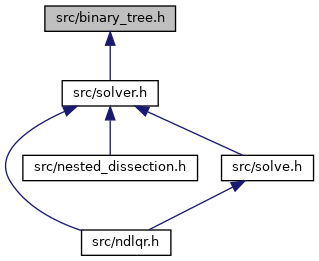 src/binary_tree.h
src/solver.h
src/nested_dissection.h
src/solve.h
src/ndlqr.h